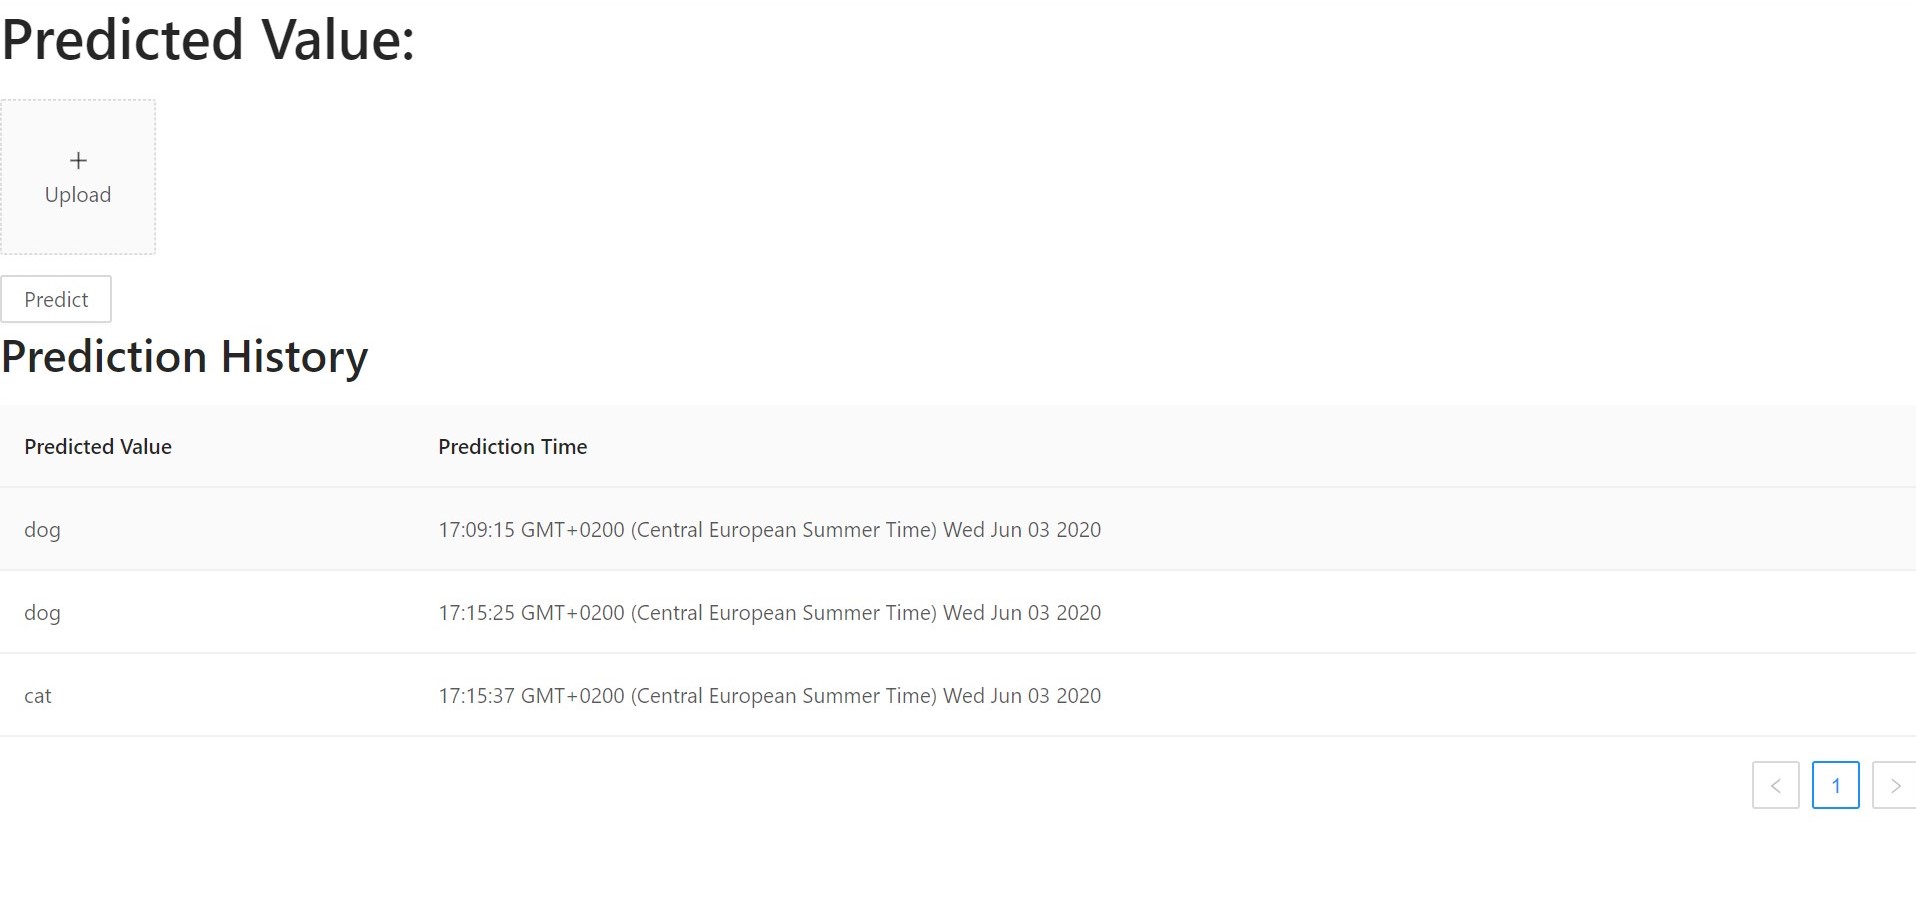 Predicted Value:
+
Upload
Predict
Prediction History
Predicted Value Prediction Time
dog 17:09:15 GMT+0200 (Central European Summer Time) Wed Jun 03 2020
dog 17:15:25 GMT+0200 (Central European Summer Time) Wed Jun 03 2020
cat 17:15:37 GMT+0200 (Central European Summer Time) Wed Jun 03 2020
< 1 >